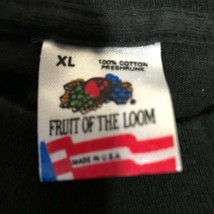 XL
100% COTTON
PRESHRUNK
FRUIT OF THE LOOM
MADE IN U.S.A.